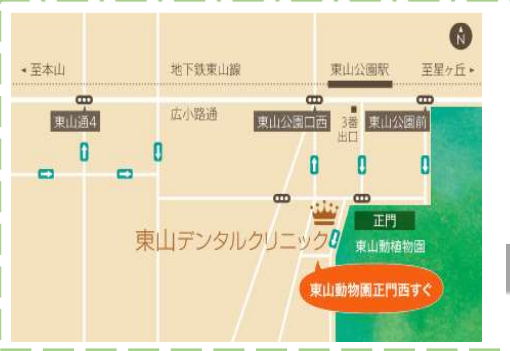 N
◂ 至本山
地下鉄東山線
東山公園駅
至星ヶ丘 ▸
東山通4
広小路通
東山公園口西
3番
出口
東山公園前
正門
東山動植物園
東山デンタルクリニック
東山動物園正門西すぐ